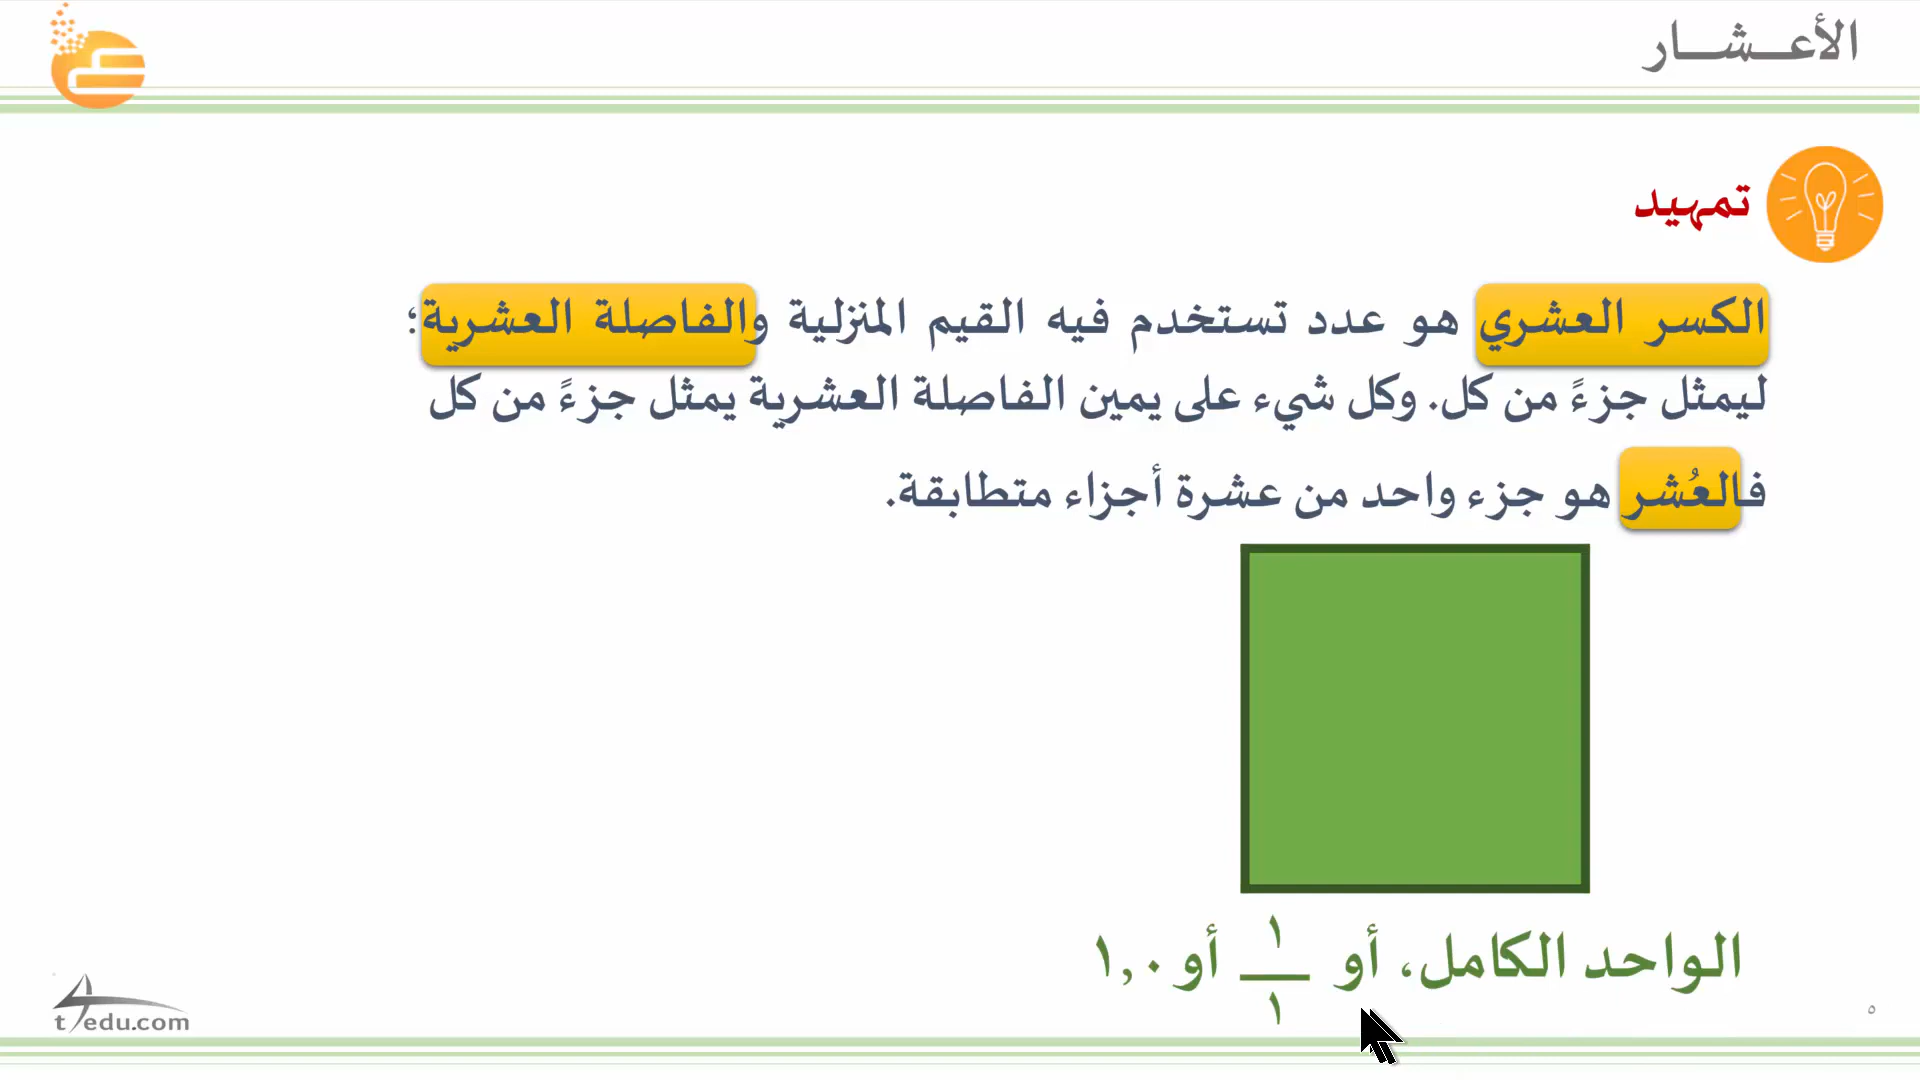 الأعـــشـــار
تمهيد
الكسر العشري هو عدد تستخدم فيه القيم المنزلية والفاصلة العشرية؛
ليمثل جزءً من كل. وكل شيء على يمين الفاصلة العشرية يمثل جزءً من كل
فالعُشر هو جزء واحد من عشرة أجزاء متطابقة.
الواحد الكامل، أو ١/١ أو ١,٠
t4edu.com
٥